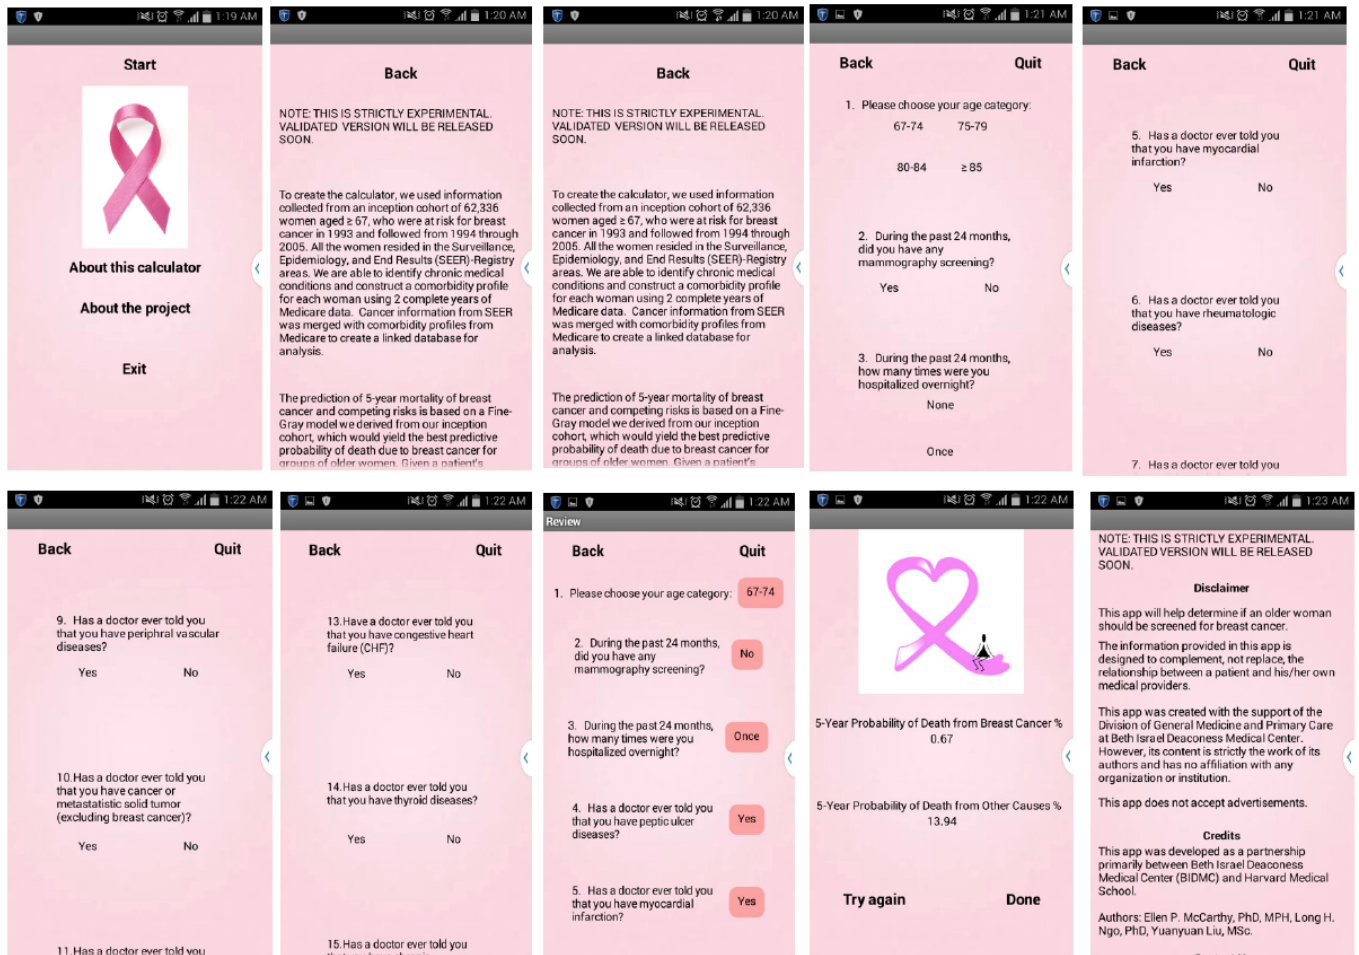 1:19 AM
Start
About this calculator
About the project
Exit
1:20 AM
Back
NOTE: THIS IS STRICTLY EXPERIMENTAL.
VALIDATED VERSION WILL BE RELEASED
SOON.
To create the calculator, we used information
collected from an inception cohort of 62,336
women aged ≥ 67, who were at risk for breast
cancer in 1993 and followed from 1994 through
2005. All the women resided in the Surveillance,
Epidemiology, and End Results (SEER)-Registry
areas. We are able to identify chronic medical
conditions and construct a comorbidity profile
for each woman using 2 complete years of
Medicare data. Cancer information from SEER
was merged with comorbidity profiles from
Medicare to create a linked database for
analysis.
The prediction of 5-year mortality of breast
cancer and competing risks is based on a Fine-
Gray model we derived from our inception
cohort, which would yield the best predictive
probability of death due to breast cancer for
groups of older women. Given a patient's
1:20 AM
Back
NOTE: THIS IS STRICTLY EXPERIMENTAL.
VALIDATED VERSION WILL BE RELEASED
SOON.
To create the calculator, we used information
collected from an inception cohort of 62,336
women aged ≥ 67, who were at risk for breast
cancer in 1993 and followed from 1994 through
2005. All the women resided in the Surveillance,
Epidemiology, and End Results (SEER)-Registry
areas. We are able to identify chronic medical
conditions and construct a comorbidity profile
for each woman using 2 complete years of
Medicare data. Cancer information from SEER
was merged with comorbidity profiles from
Medicare to create a linked database for
analysis.
The prediction of 5-year mortality of breast
cancer and competing risks is based on a Fine-
Gray model we derived from our inception
cohort, which would yield the best predictive
probability of death due to breast cancer for
groups of older women. Given a patient's
1:21 AM
Back Quit
1. Please choose your age category:
67-74 75-79
80-84 ≥ 85
2. During the past 24 months,
did you have any
mammography screening?
Yes No
3. During the past 24 months,
how many times were you
hospitalized overnight?
None
Once
1:21 AM
Back Quit
5. Has a doctor ever told you
that you have myocardial
infarction?
Yes No
6. Has a doctor ever told you
that you have rheumatologic
diseases?
Yes No
7. Has a doctor ever told you
1:22 AM
Back Quit
9. Has a doctor ever told you
that you have periphral vascular
diseases?
Yes No
10.Has a doctor ever told you
that you have cancer or
metastatistic solid tumor
(excluding breast cancer)?
Yes No
11.Has a doctor ever told you
1:22 AM
Back Quit
13.Have a doctor ever told you
that you have congestive heart
failure (CHF)?
Yes No
14.Has a doctor ever told you
that you have thyroid diseases?
Yes No
15.Has a doctor ever told you
that you have chronic
1:22 AM
Review
Back Quit
1. Please choose your age category: 67-74
2. During the past 24 months,
did you have any
mammography screening?
No
3. During the past 24 months,
how many times were you
hospitalized overnight?
Once
4. Has a doctor ever told you
that you have peptic ulcer
diseases?
Yes
5. Has a doctor ever told you
that you have myocardial
infarction?
Yes
1:22 AM
5-Year Probability of Death from Breast Cancer %
0.67
5-Year Probability of Death from Other Causes %
13.94
Try again Done
1:23 AM
NOTE: THIS IS STRICTLY EXPERIMENTAL.
VALIDATED VERSION WILL BE RELEASED
SOON.
Disclaimer
This app will help determine if an older woman
should be screened for breast cancer.
The information provided in this app is
designed to complement, not replace, the
relationship between a patient and his/her own
medical providers.
This app was created with the support of the
Division of General Medicine and Primary Care
at Beth Israel Deaconess Medical Center.
However, its content is strictly the work of its
authors and has no affiliation with any
organization or institution.
This app does not accept advertisements.
Credits
This app was developed as a partnership
primarily between Beth Israel Deaconess
Medical Center (BIDMC) and Harvard Medical
School.
Authors: Ellen P. McCarthy, PhD, MPH, Long H.
Ngo, PhD, Yuanyuan Liu, MSc.